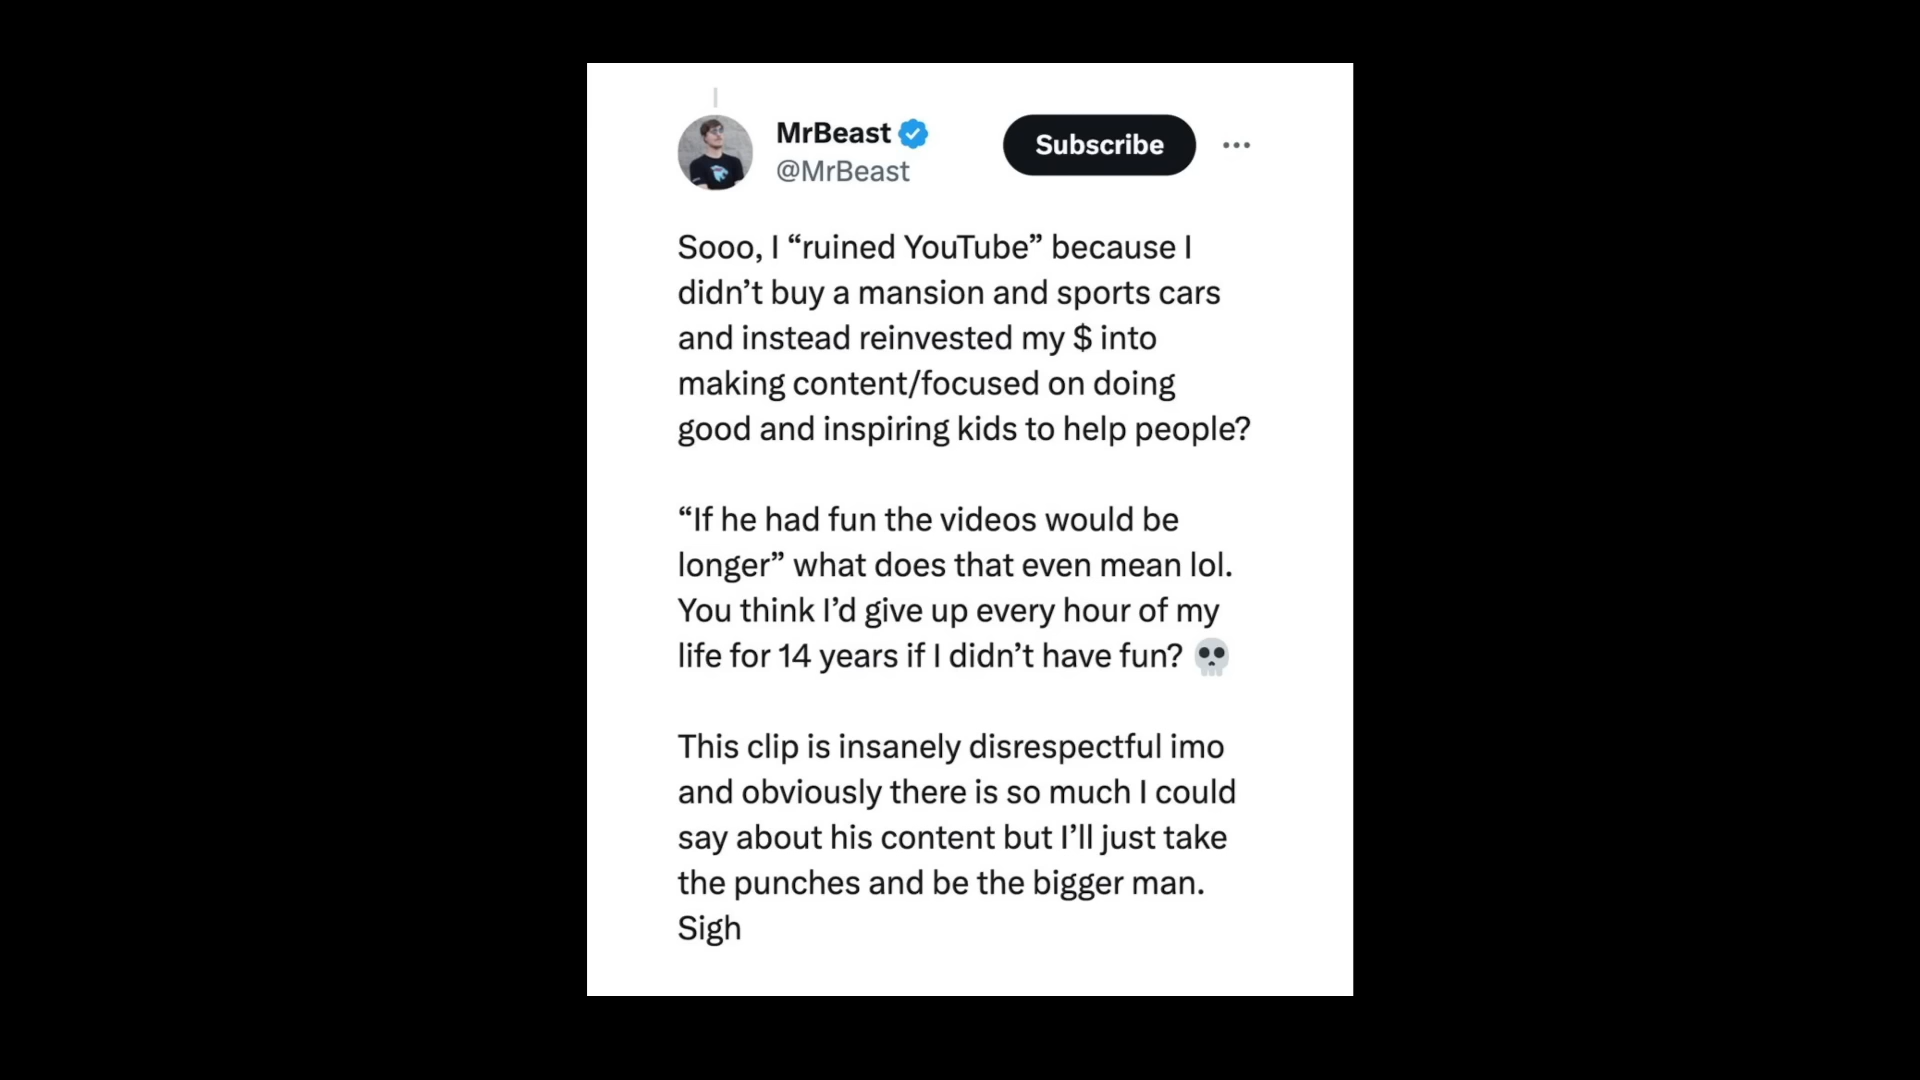 MrBeast
@MrBeast
Subscribe
Sooo, I “ruined YouTube” because I
didn’t buy a mansion and sports cars
and instead reinvested my $ into
making content/focused on doing
good and inspiring kids to help people?
“If he had fun the videos would be
longer” what does that even mean lol.
You think I’d give up every hour of my
life for 14 years if I didn’t have fun? 💀
This clip is insanely disrespectful imo
and obviously there is so much I could
say about his content but I’ll just take
the punches and be the bigger man.
Sigh